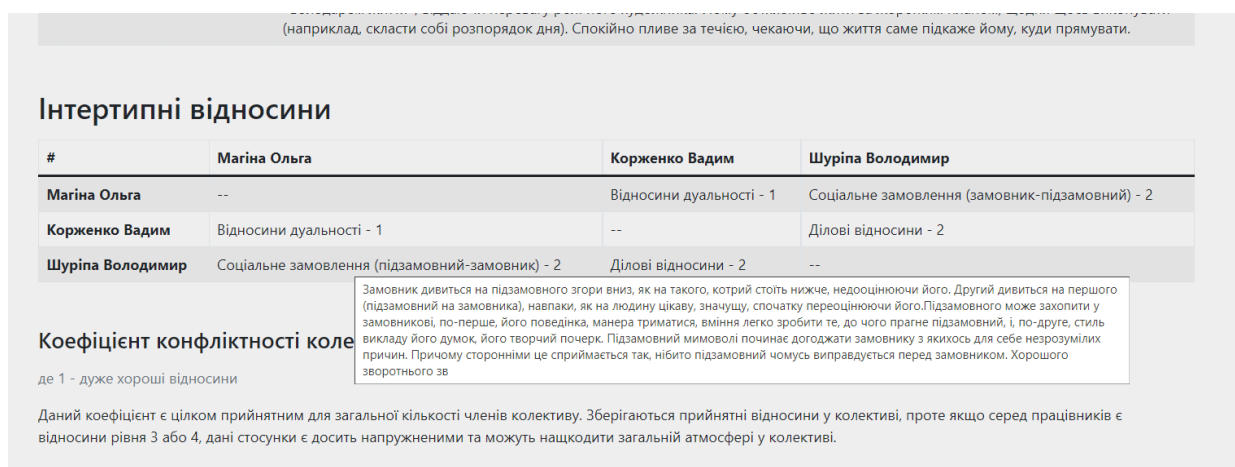 (наприклад, скласти собі розпорядок дня). Спокійно пливе за течією, чекаючи, що життя саме підкаже йому, куди прямувати.
Інтертипні відносини
# Магіна Ольга Корженко Вадим Шуріпа Володимир
Магіна Ольга -- Відносини дуальності - 1 Соціальне замовлення (замовник-підзамовний) - 2
Корженко Вадим Відносини дуальності - 1 -- Ділові відносини - 2
Шуріпа Володимир Соціальне замовлення (підзамовний-замовник) - 2 Ділові відносини - 2 --
Замовник дивиться на підзамовного згори вниз, як на такого, котрий стоїть нижче, недооцінюючи його. Другий дивиться на першого
(підзамовний на замовника), навпаки, як на людину цікаву, значущу, спочатку переоцінюючи його.Підзамовного може захопити у
замовникові, по-перше, його поведінка, манера триматися, вміння легко зробити те, до чого прагне підзамовний, і, по-друге, стиль
викладу його думок, його творчий почерк. Підзамовний мимоволі починає догоджати замовнику з якихось для себе незрозумілих
причин. Причому сторонніми це сприймається так, нібито підзамовний чомусь виправдується перед замовником. Хорошого
зворотнього зв
Коефіцієнт конфліктності коле
де 1 - дуже хороші відносини
Даний коефіцієнт є цілком прийнятним для загальної кількості членів колективу. Зберігаються прийнятні відносини у колективі, проте якщо серед працівників є
відносини рівня 3 або 4, дані стосунки є досить напруженними та можуть нащкодити загальній атмосфері у колективі.